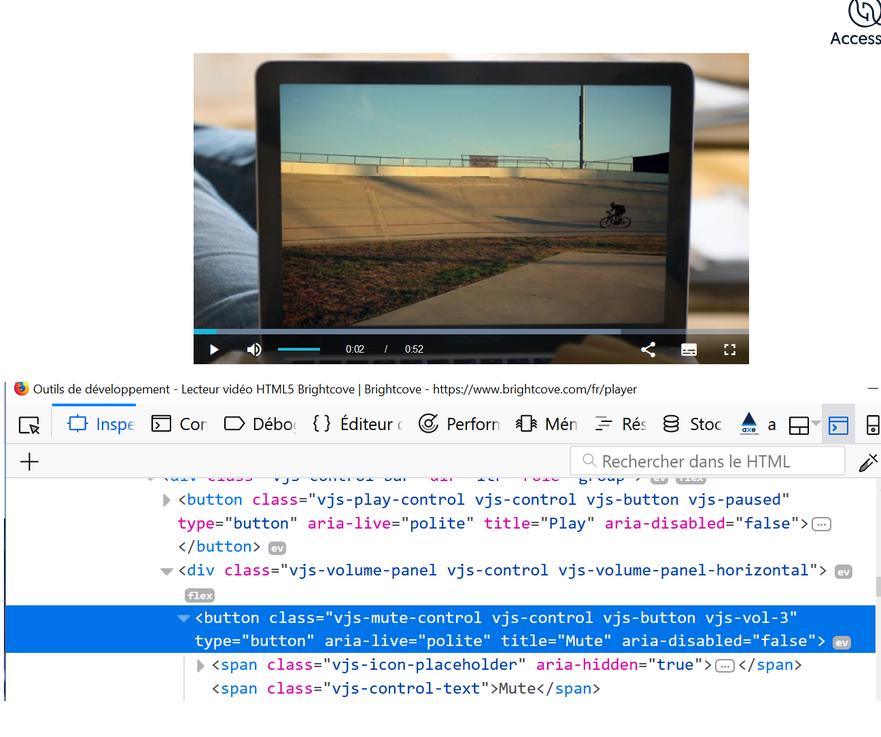 Access
0:02 / 0:52
Outils de développement - Lecteur vidéo HTML5 Brightcove | Brightcove - https://www.brightcove.com/fr/player
Inspe Con Débo { } Éditeur Perforn Mém Rés Stoc axe a
Rechercher dans le HTML
<div class="vjs-control-bar" dir="ltr" role="group"> ev flex
<button class="vjs-play-control vjs-control vjs-button vjs-paused"
type="button" aria-live="polite" title="Play" aria-disabled="false">
</button> ev
<div class="vjs-volume-panel vjs-control vjs-volume-panel-horizontal"> ev
flex
<button class="vjs-mute-control vjs-control vjs-button vjs-vol-3"
type="button" aria-live="polite" title="Mute" aria-disabled="false"> ev
<span class="vjs-icon-placeholder" aria-hidden="true"></span>
<span class="vjs-control-text">Mute</span>